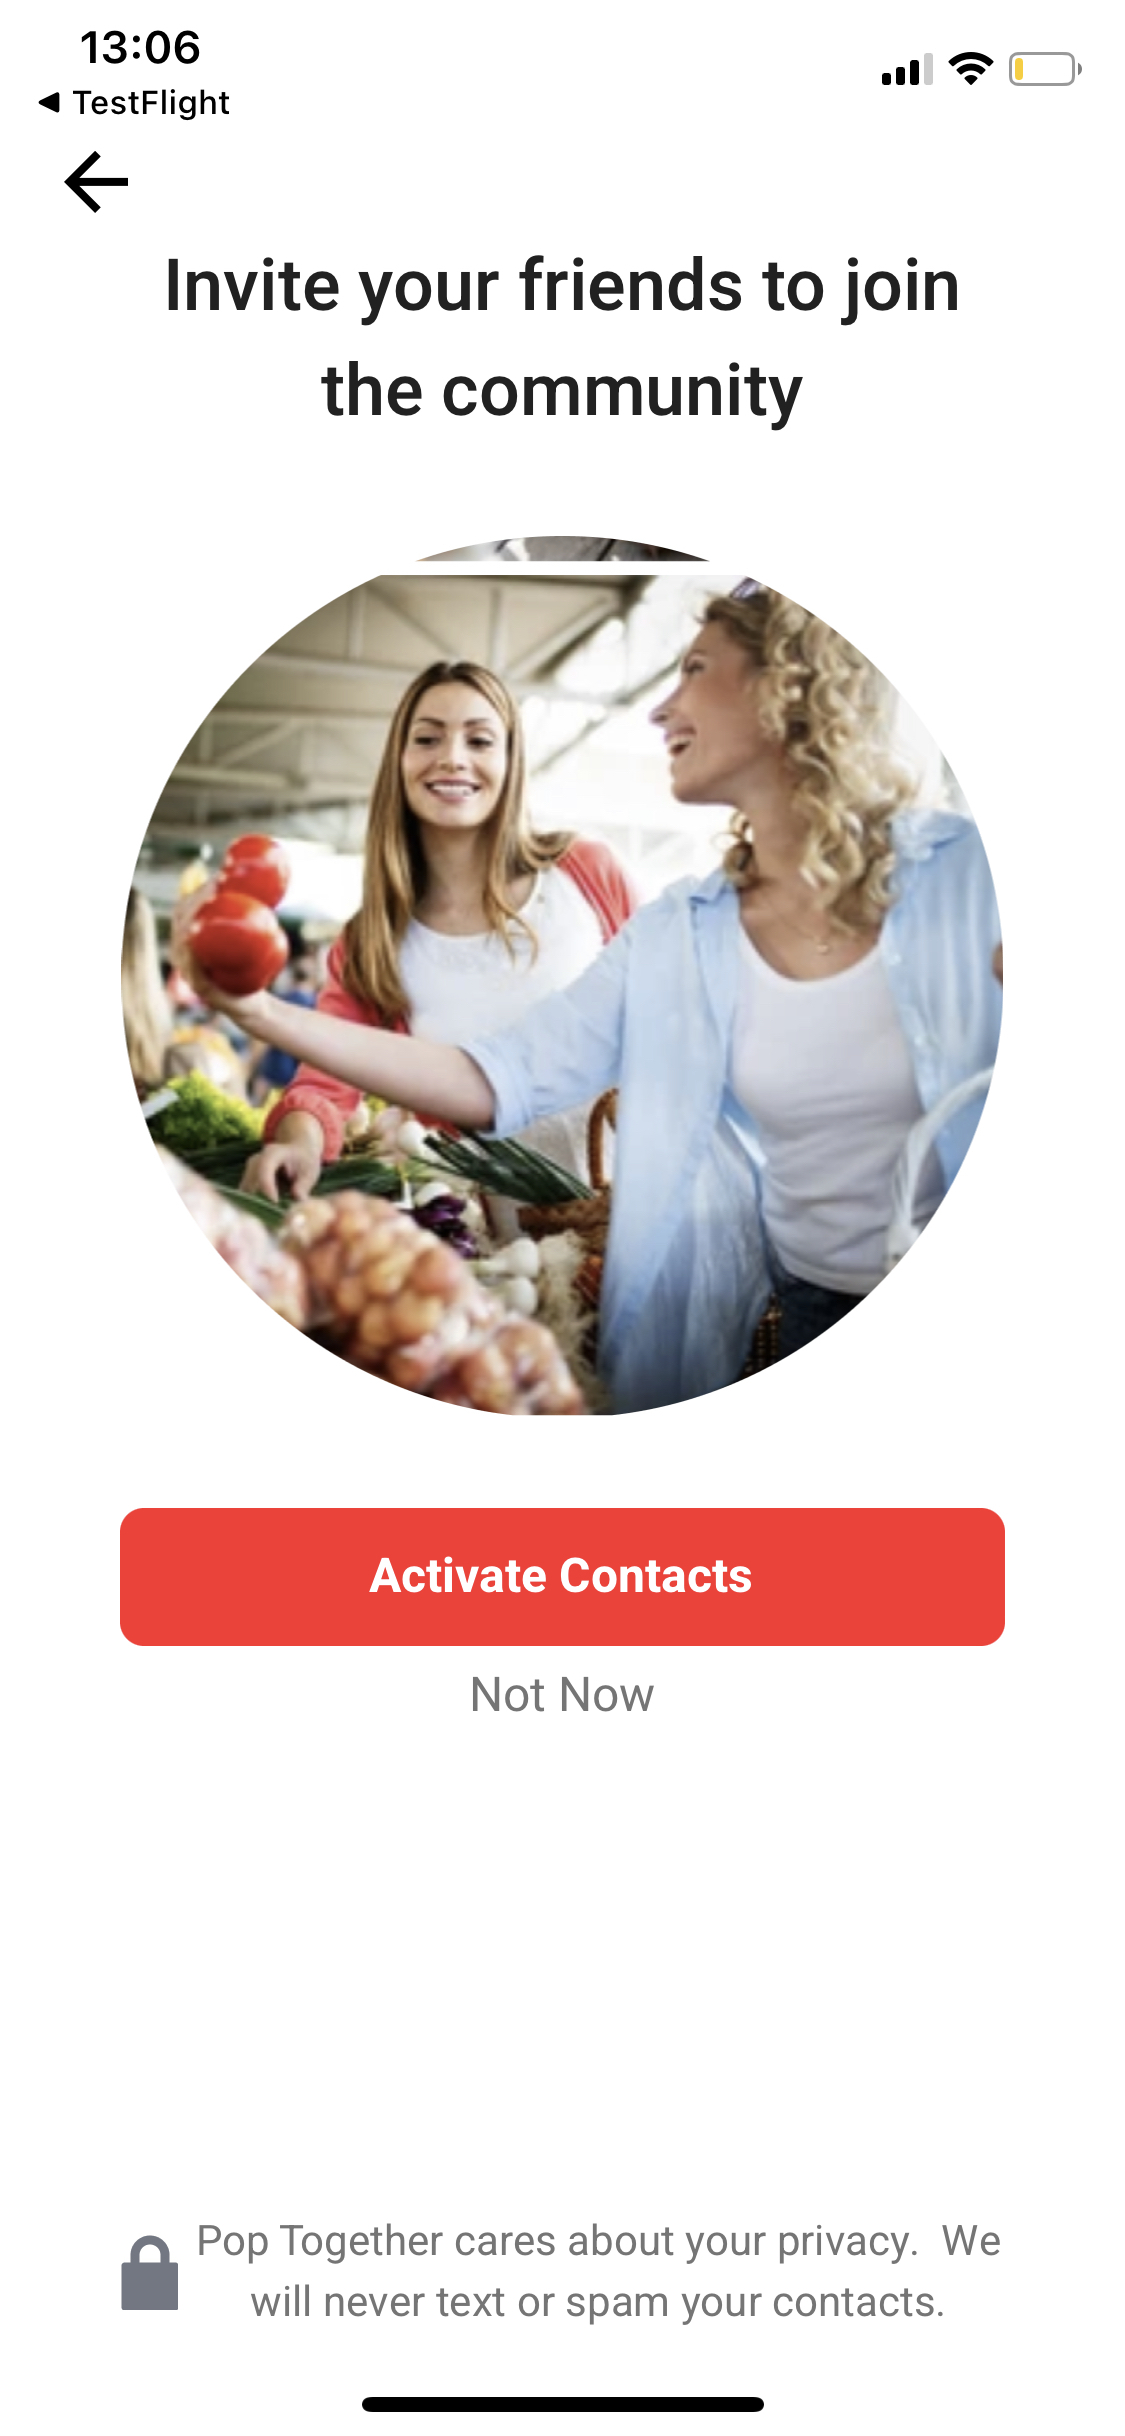 13:06
TestFlight
Invite your friends to join
the community
Activate Contacts
Not Now
Pop Together cares about your privacy.  We
will never text or spam your contacts.